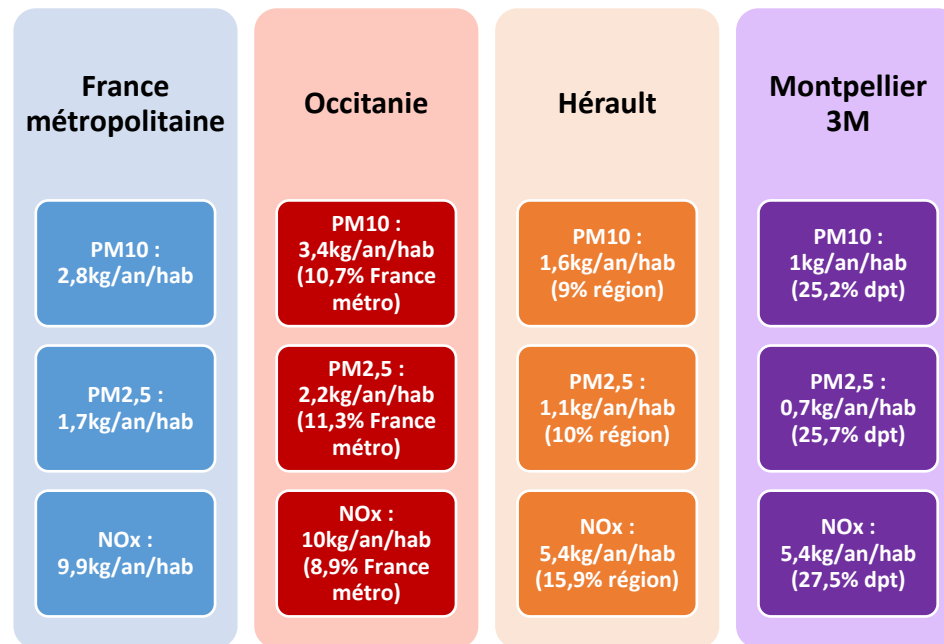 France
métropolitaine
PM10 :
2,8kg/an/hab
PM2,5 :
1,7kg/an/hab
NOx :
9,9kg/an/hab
Occitanie
PM10 :
3,4kg/an/hab
(10,7% France
métro)
PM2,5 :
2,2kg/an/hab
(11,3% France
métro)
NOx :
10kg/an/hab
(8,9% France
métro)
Hérault
PM10 :
1,6kg/an/hab
(9% région)
PM2,5 :
1,1kg/an/hab
(10% région)
NOx :
5,4kg/an/hab
(15,9% région)
Montpellier
3M
PM10 :
1kg/an/hab
(25,2% dpt)
PM2,5 :
0,7kg/an/hab
(25,7% dpt)
NOx :
5,4kg/an/hab
(27,5% dpt)